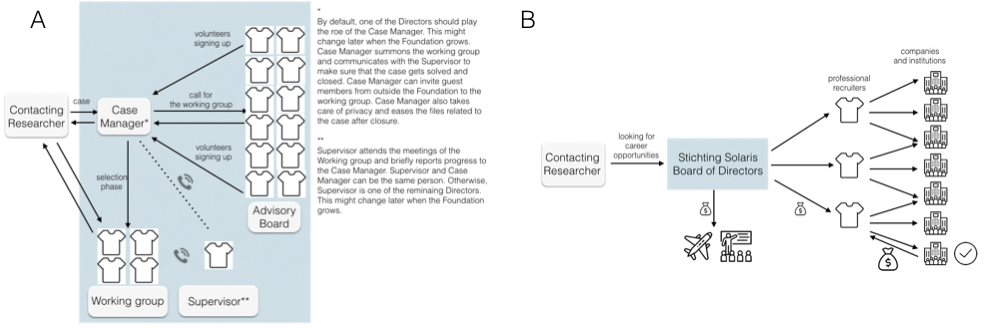 A
volunteers
signing up
case
Contacting
Researcher
Case
Manager*
call for
the working group
volunteers
signing up
selection
phase
Advisory
Board
Working group
Supervisor**
*
By default, one of the Directors should play
the roe of the Case Manager. This might
change later when the Foundation grows.
Case Manager summons the working group
and communicates with the Supervisor to
make sure that the case gets solved and
closed. Case Manager can invite guest
members from outside the Foundation to the
working group. Case Manager also takes
care of privacy and eases the files related to
the case after closure.
**
Supervisor attends the meetings of the
Working group and briefly reports progress to
the Case Manager. Supervisor and Case
Manager can be the same person. Otherwise,
Supervisor is one of the reminaing Directors.
This might change later when the Foundation
grows.
B
companies
and institutions
professional
recruiters
looking for
career
opportunities
Contacting
Researcher
Stichting Solaris
Board of Directors
$
$
$